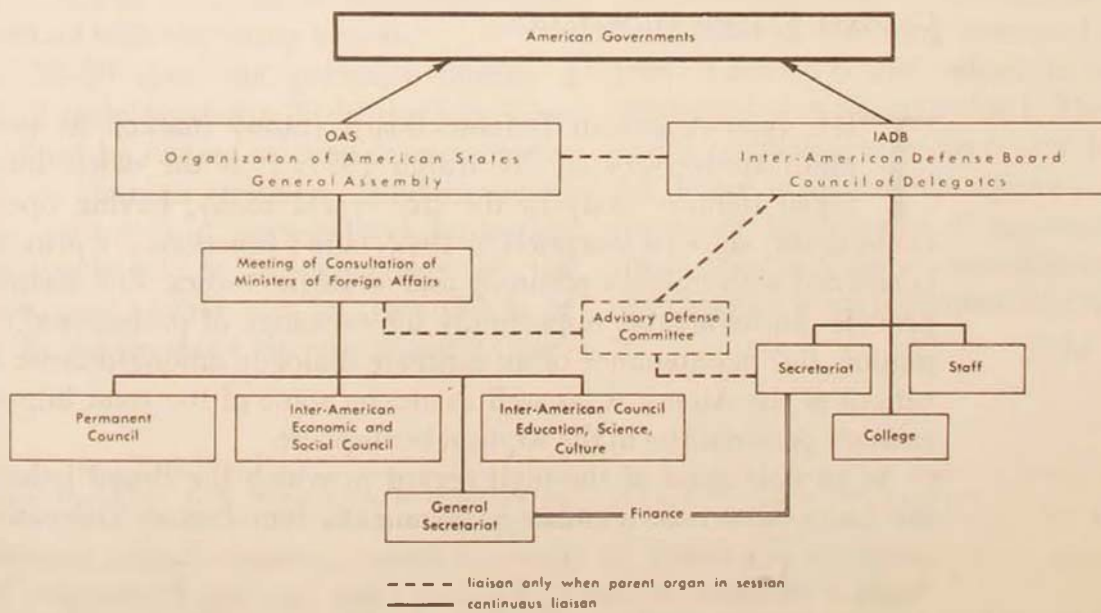 American Governments
OAS
Organizaton of American States
General Assembly
IADB
Inter-American Defense Board
Council of Delegates
Meeting of Consultation of
Ministers of Foreign Affairs
Advisory Defense
Committee
Secretariat
Staff
Permanent
Council
Inter-American
Economic and
Social Council
Inter-American Council
Education, Science,
Culture
College
General
Secretariat
Finance
liaison only when parent organ in session
continuous liaison